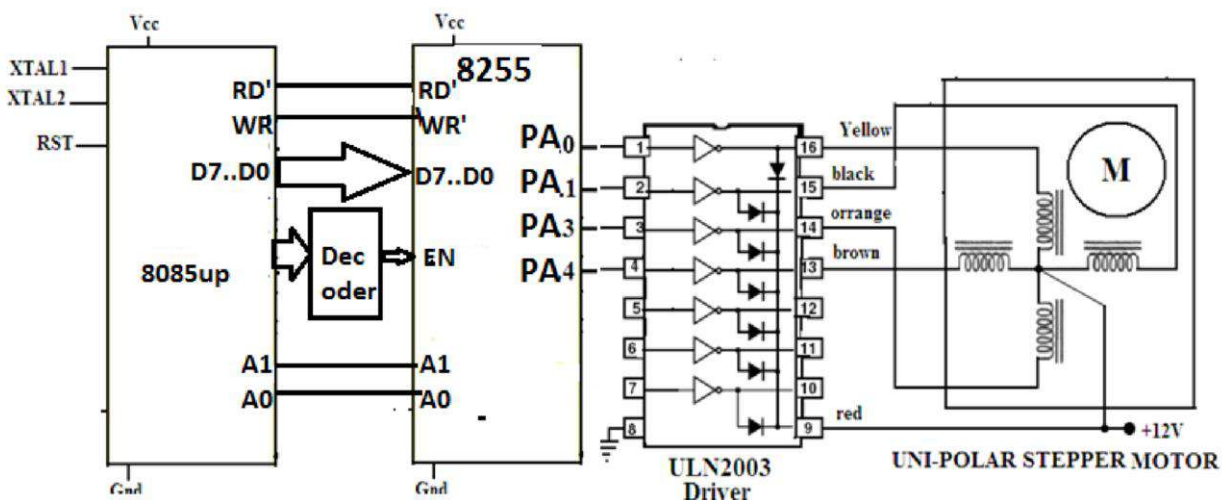 Vcc
Vcc
XTAL1
XTAL2
RST
RD'
WR
D7..D0
8085up
A1
A0
Gnd
Dec
oder
8255
RD'
WR'
D7..D0
EN
A1
A0
Gnd
PA0
PA1
PA3
PA4
1
2
3
4
5
6
7
8
16
15
14
13
12
11
10
9
ULN2003
Driver
Yellow
black
orrange
brown
red
M
+12V
UNI-POLAR STEPPER MOTOR